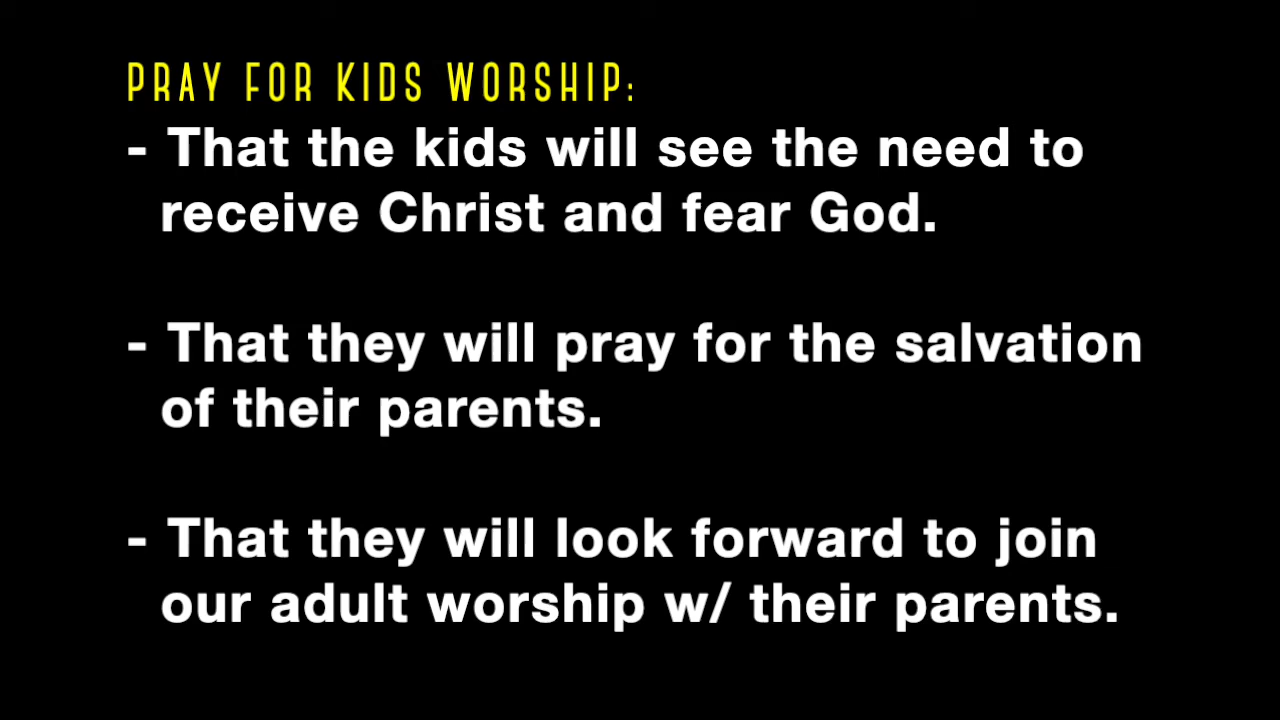 PRAY FOR KIDS WORSHIP:
- That the kids will see the need to
receive Christ and fear God.
- That they will pray for the salvation
of their parents.
- That they will look forward to join
our adult worship w/ their parents.